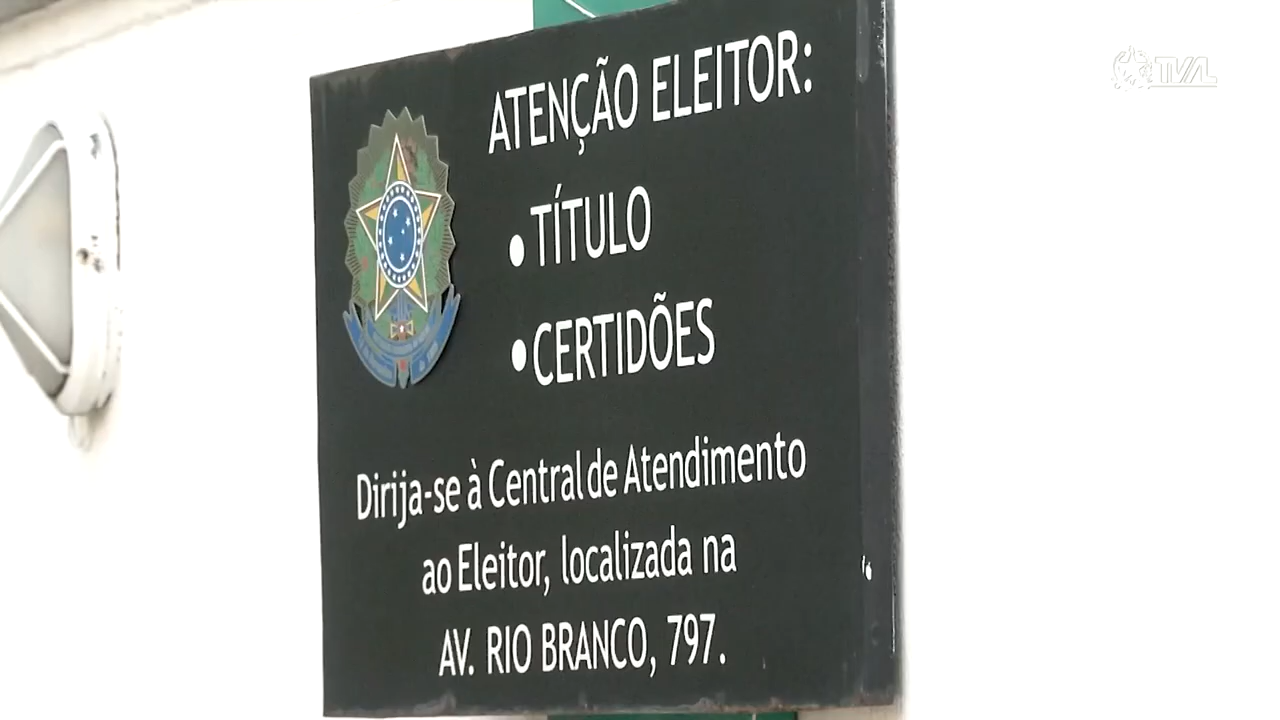 TVAL
ATENÇÃO ELEITOR:
• TÍTULO
• CERTIDÕES
Dirija-se à Central de Atendimento
ao Eleitor, localizada na
AV. RIO BRANCO, 797.